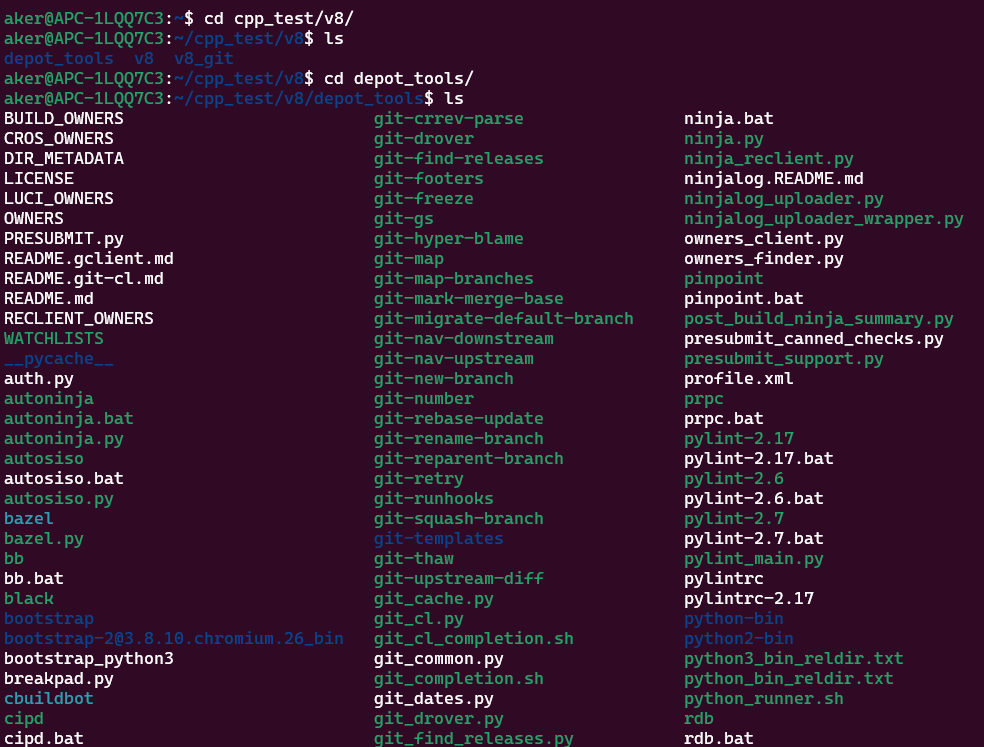 aker@APC-1LQQ7C3:~$ cd cpp_test/v8/
aker@APC-1LQQ7C3:~/cpp_test/v8$ ls
depot_tools  v8  v8_git
aker@APC-1LQQ7C3:~/cpp_test/v8$ cd depot_tools/
aker@APC-1LQQ7C3:~/cpp_test/v8/depot_tools$ ls
BUILD_OWNERS git-crrev-parse ninja.bat
CROS_OWNERS git-drover ninja.py
DIR_METADATA git-find-releases ninja_reclient.py
LICENSE git-footers ninjalog.README.md
LUCI_OWNERS git-freeze ninjalog_uploader.py
OWNERS git-gs ninjalog_uploader_wrapper.py
PRESUBMIT.py git-hyper-blame owners_client.py
README.gclient.md git-map owners_finder.py
README.git-cl.md git-map-branches pinpoint
README.md git-mark-merge-base pinpoint.bat
RECLIENT_OWNERS git-migrate-default-branch post_build_ninja_summary.py
WATCHLISTS git-nav-downstream presubmit_canned_checks.py
__pycache__ git-nav-upstream presubmit_support.py
auth.py git-new-branch profile.xml
autoninja git-number prpc
autoninja.bat git-rebase-update prpc.bat
autoninja.py git-rename-branch pylint-2.17
autosiso git-reparent-branch pylint-2.17.bat
autosiso.bat git-retry pylint-2.6
autosiso.py git-runhooks pylint-2.6.bat
bazel git-squash-branch pylint-2.7
bazel.py git-templates pylint-2.7.bat
bb git-thaw pylint_main.py
bb.bat git-upstream-diff pylintrc
black git_cache.py pylintrc-2.17
bootstrap git_cl.py python-bin
bootstrap-2@3.8.10.chromium.26_bin git_cl_completion.sh python2-bin
bootstrap_python3 git_common.py python3_bin_reldir.txt
breakpad.py git_completion.sh python_bin_reldir.txt
cbuildbot git_dates.py python_runner.sh
cipd git_drover.py rdb
cipd.bat git_find_releases.py rdb.bat